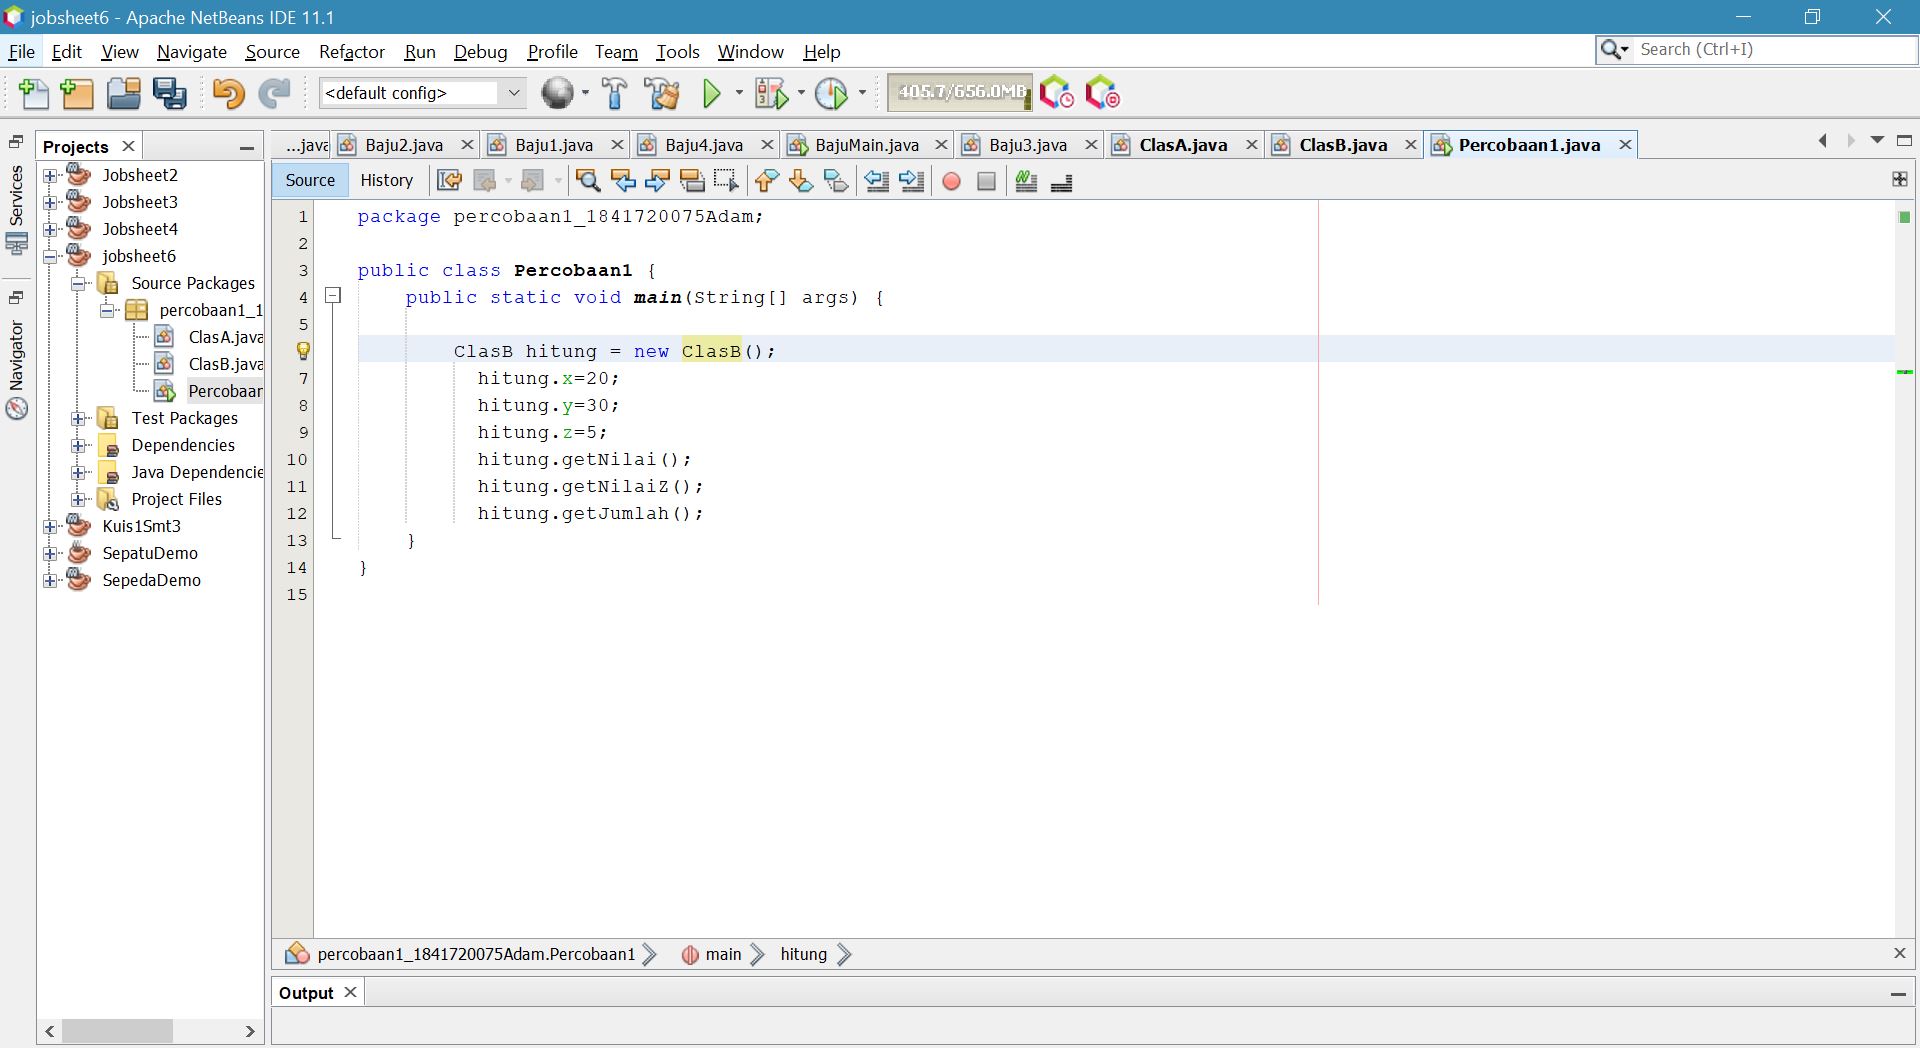 jobsheet6 - Apache NetBeans IDE 11.1
File Edit View Navigate Source Refactor Run Debug Profile Team Tools Window Help
Search (Ctrl+I)
<default config>
405.7/656.0MB
Services
Navigator
Projects
Jobsheet2
Jobsheet3
Jobsheet4
jobsheet6
Source Packages
percobaan1_1
ClasA.java
ClasB.java
Percobaan
Test Packages
Dependencies
Java Dependencie
Project Files
Kuis1Smt3
SepatuDemo
SepedaDemo
...java Baju2.java Baju1.java Baju4.java BajuMain.java Baju3.java ClasA.java ClasB.java Percobaan1.java
Source History
1 package percobaan1_1841720075Adam;
2
3 public class Percobaan1 {
4 public static void main(String[] args) {
5
ClasB hitung = new ClasB();
7 hitung.x=20;
8 hitung.y=30;
9 hitung.z=5;
10 hitung.getNilai();
11 hitung.getNilaiZ();
12 hitung.getJumlah();
13 }
14 }
15
percobaan1_1841720075Adam.Percobaan1 main hitung
Output